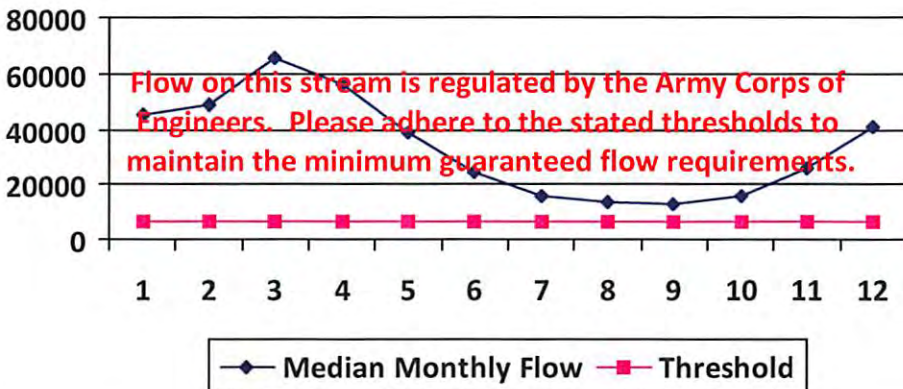 80000
60000
40000
20000
0
Flow on this stream is regulated by the Army Corps of
Engineers. Please adhere to the stated thresholds to
maintain the minimum guaranteed flow requirements.
1 2 3 4 5 6 7 8 9 10 11 12
Median Monthly Flow Threshold